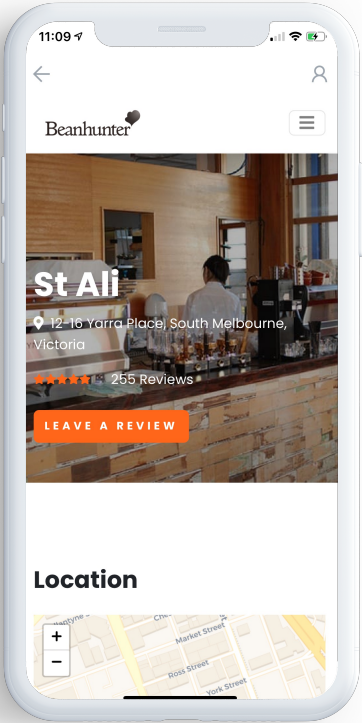 11:09
Beanhunter
St Ali
12-16 Yarra Place, South Melbourne,
Victoria
255 Reviews
LEAVE A REVIEW
Location
+
−
Market Street
Ross Street
York Street